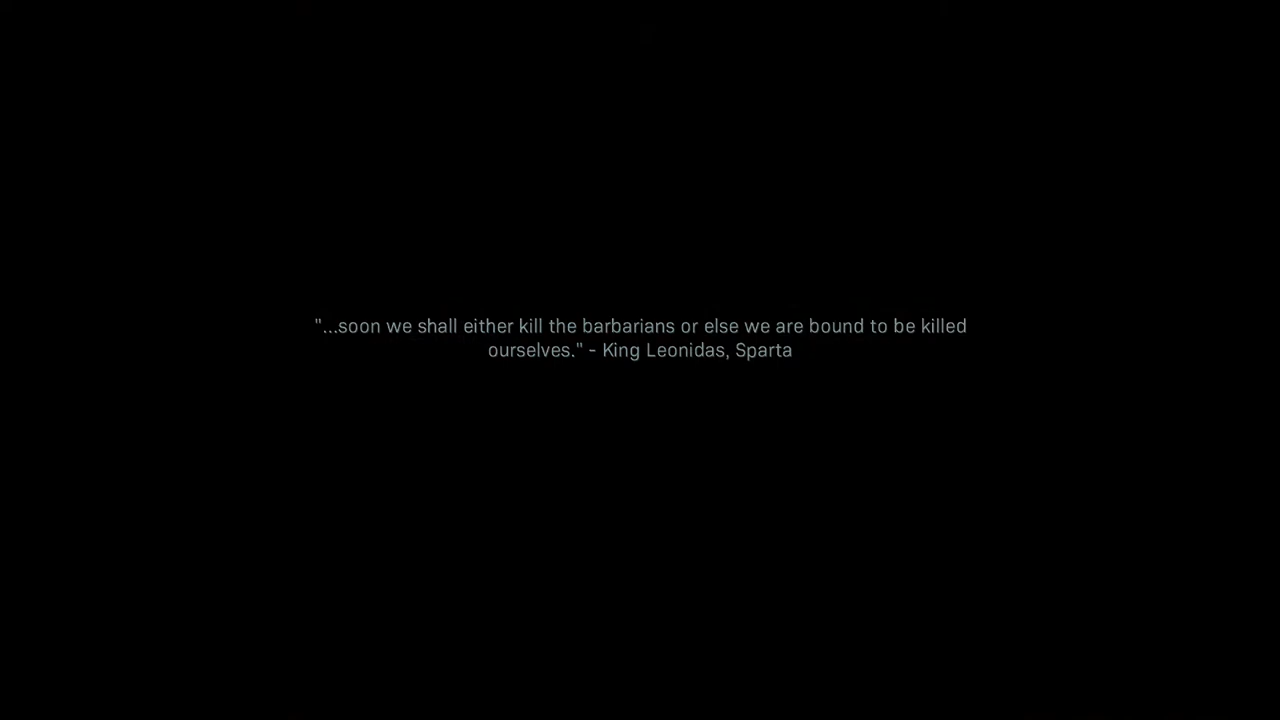 "...soon we shall either kill the barbarians or else we are bound to be killed
ourselves." - King Leonidas, Sparta